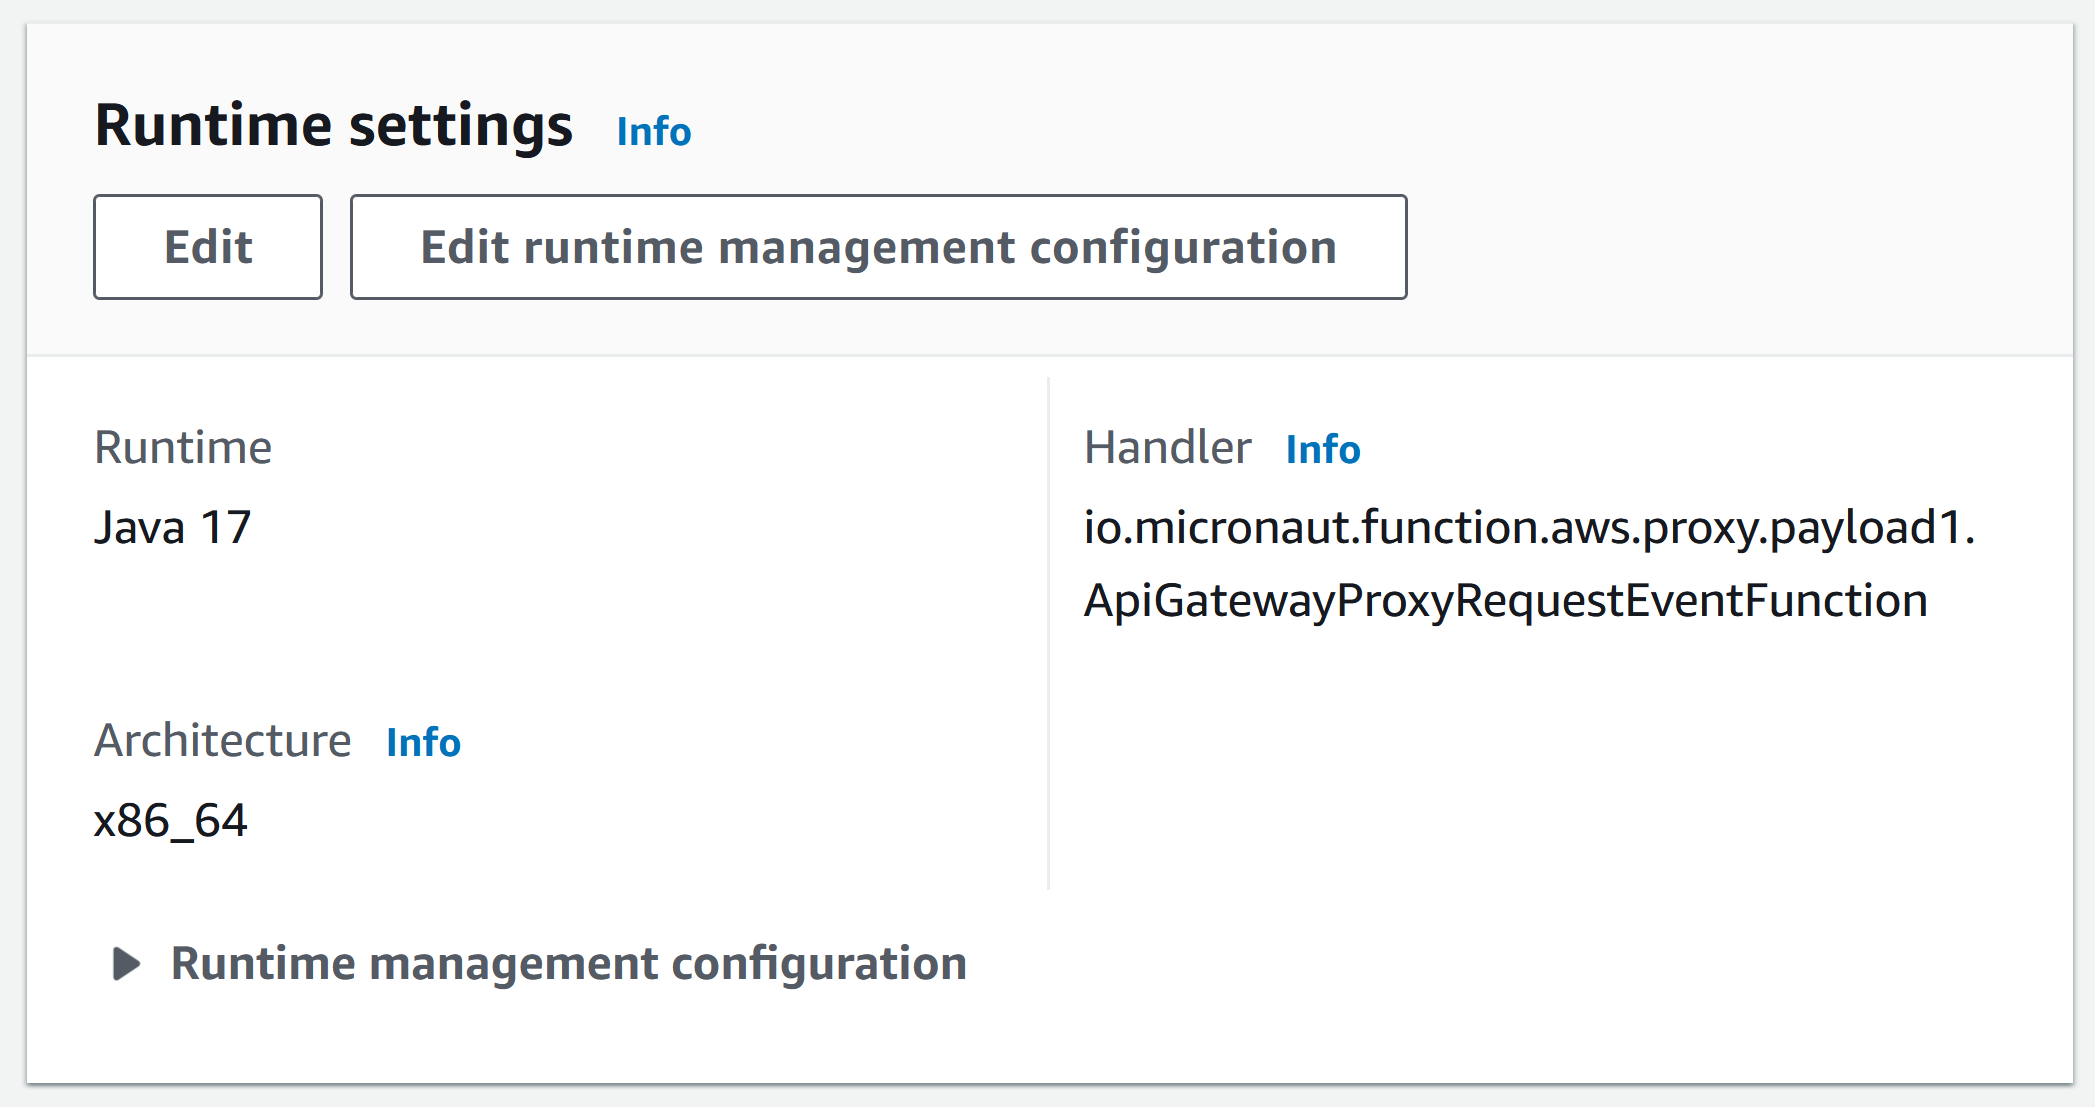 Runtime settings Info
Edit Edit runtime management configuration
Runtime
Java 17
Handler Info
io.micronaut.function.aws.proxy.payload1.
ApiGatewayProxyRequestEventFunction
Architecture Info
x86_64
Runtime management configuration